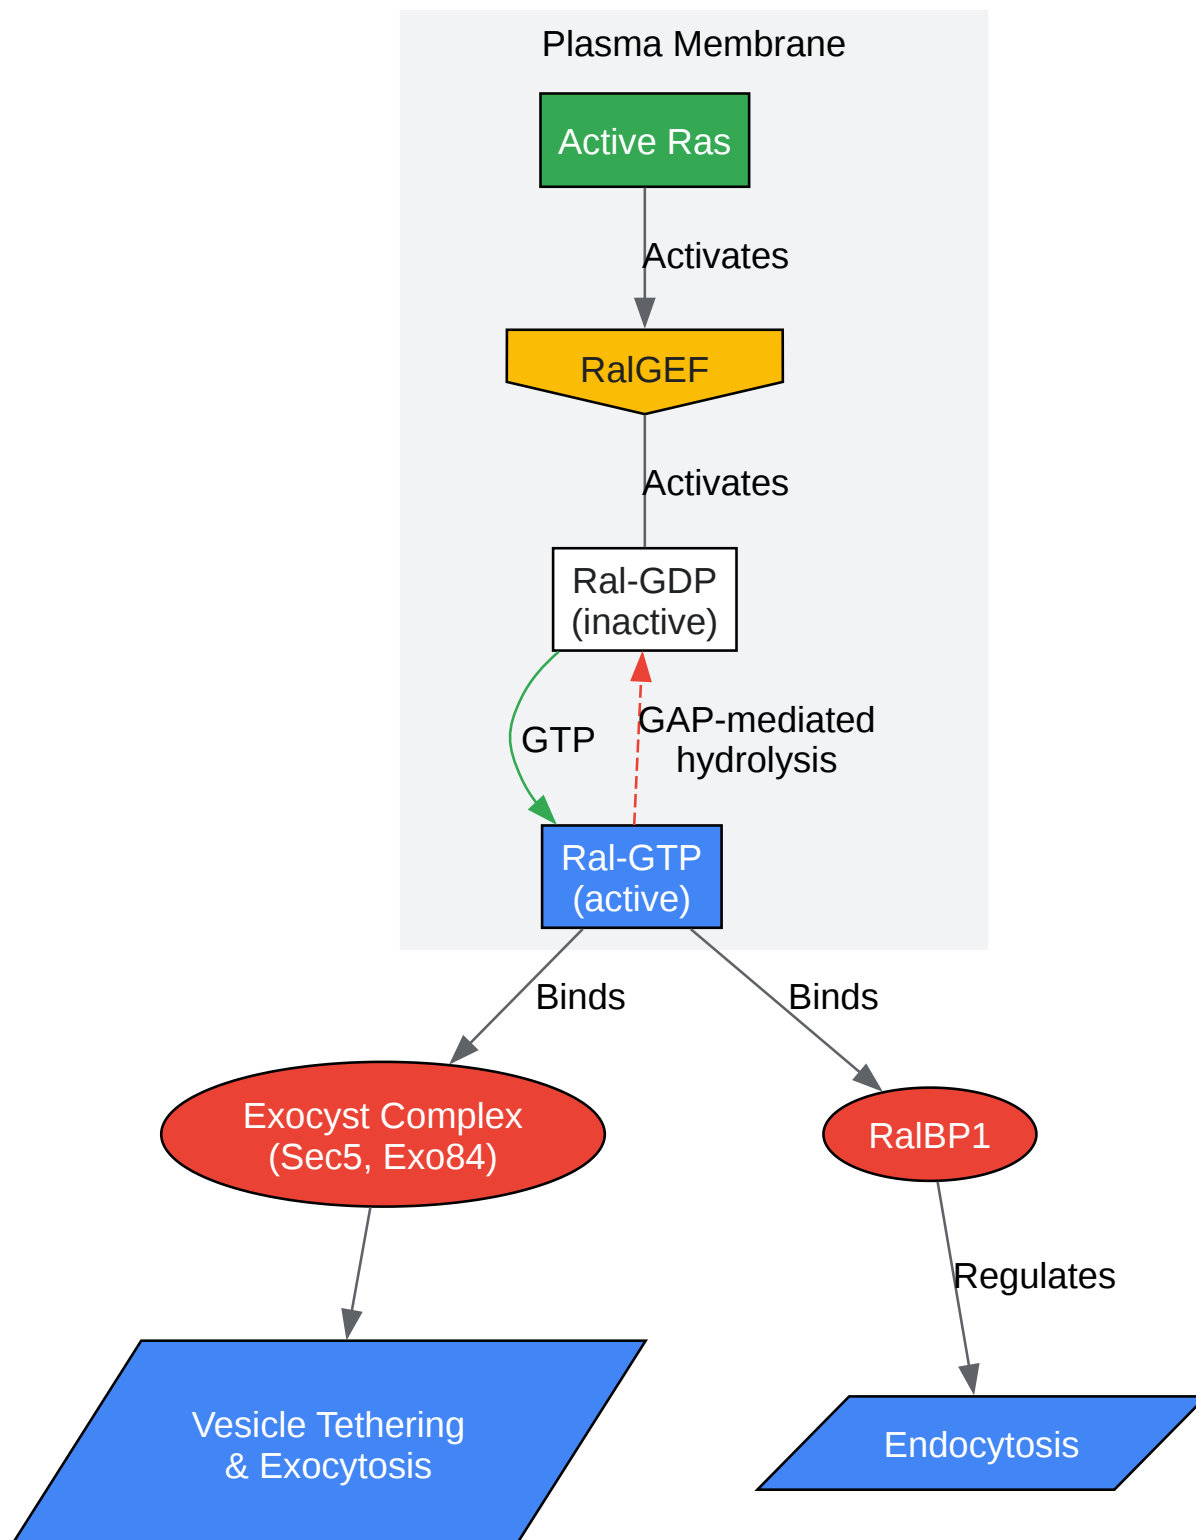 Plasma Membrane
Active Ras
Activates
RalGEF
Activates
Ral-GDP
(inactive)
GTP
GAP-mediated
hydrolysis
Ral-GTP
(active)
Binds
Binds
Exocyst Complex
(Sec5, Exo84)
RalBP1
Regulates
Vesicle Tethering
& Exocytosis
Endocytosis